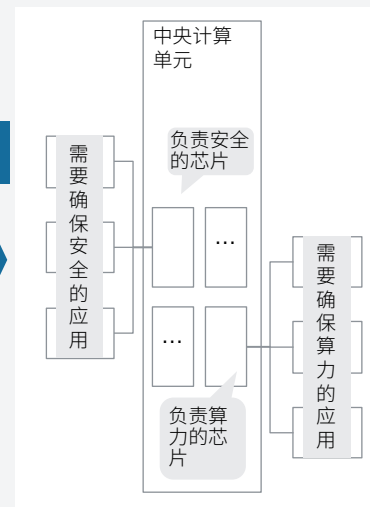 中央计算
单元
负责安全
的芯片
需要确保安全的应用
…
…
需要确保算力的应用
负责算
力的芯
片